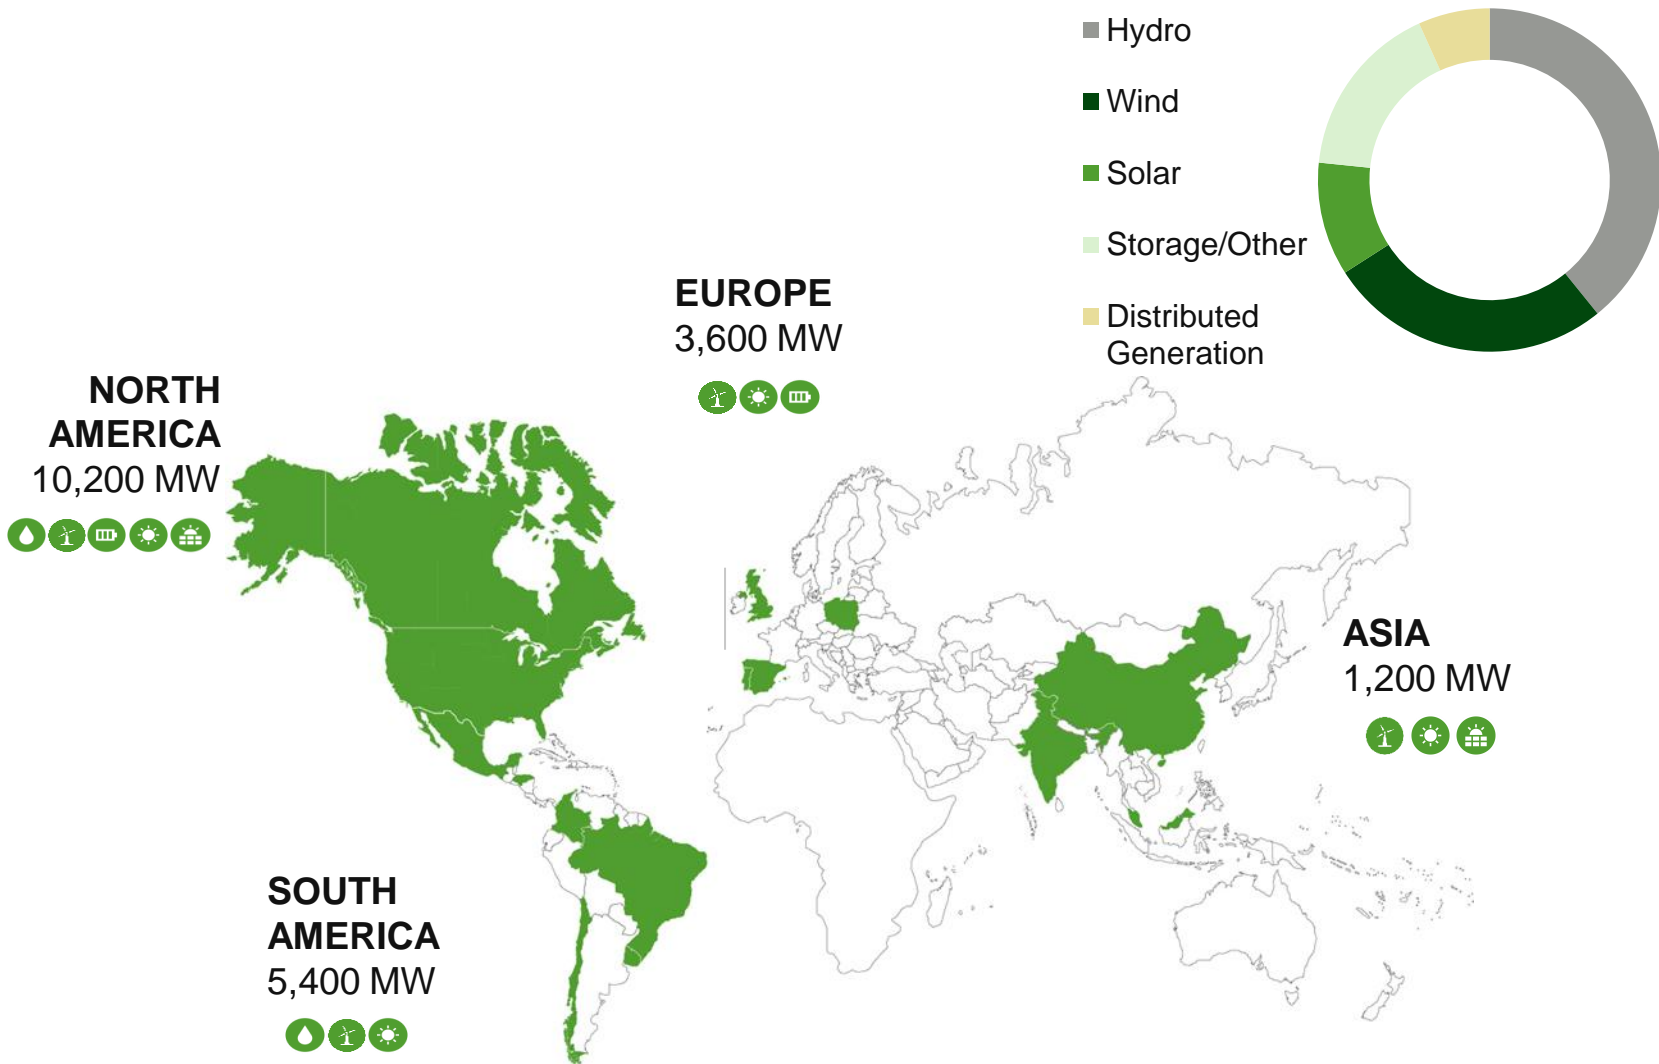 Hydro
Wind
Solar
Storage/Other
Distributed
Generation
EUROPE
3,600 MW
NORTH
AMERICA
10,200 MW
ASIA
1,200 MW
SOUTH
AMERICA
5,400 MW